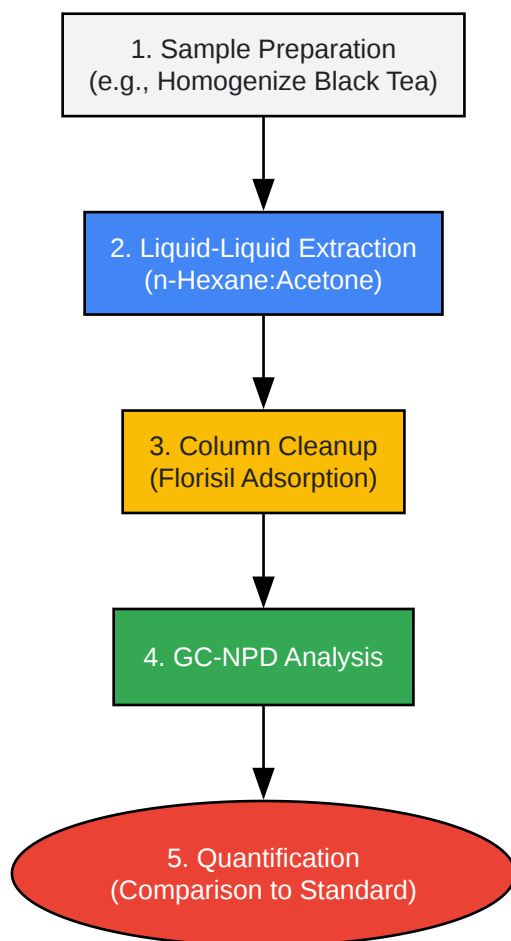 1. Sample Preparation
(e.g., Homogenize Black Tea)
2. Liquid-Liquid Extraction
(n-Hexane:Acetone)
3. Column Cleanup
(Florisil Adsorption)
4. GC-NPD Analysis
5. Quantification
(Comparison to Standard)